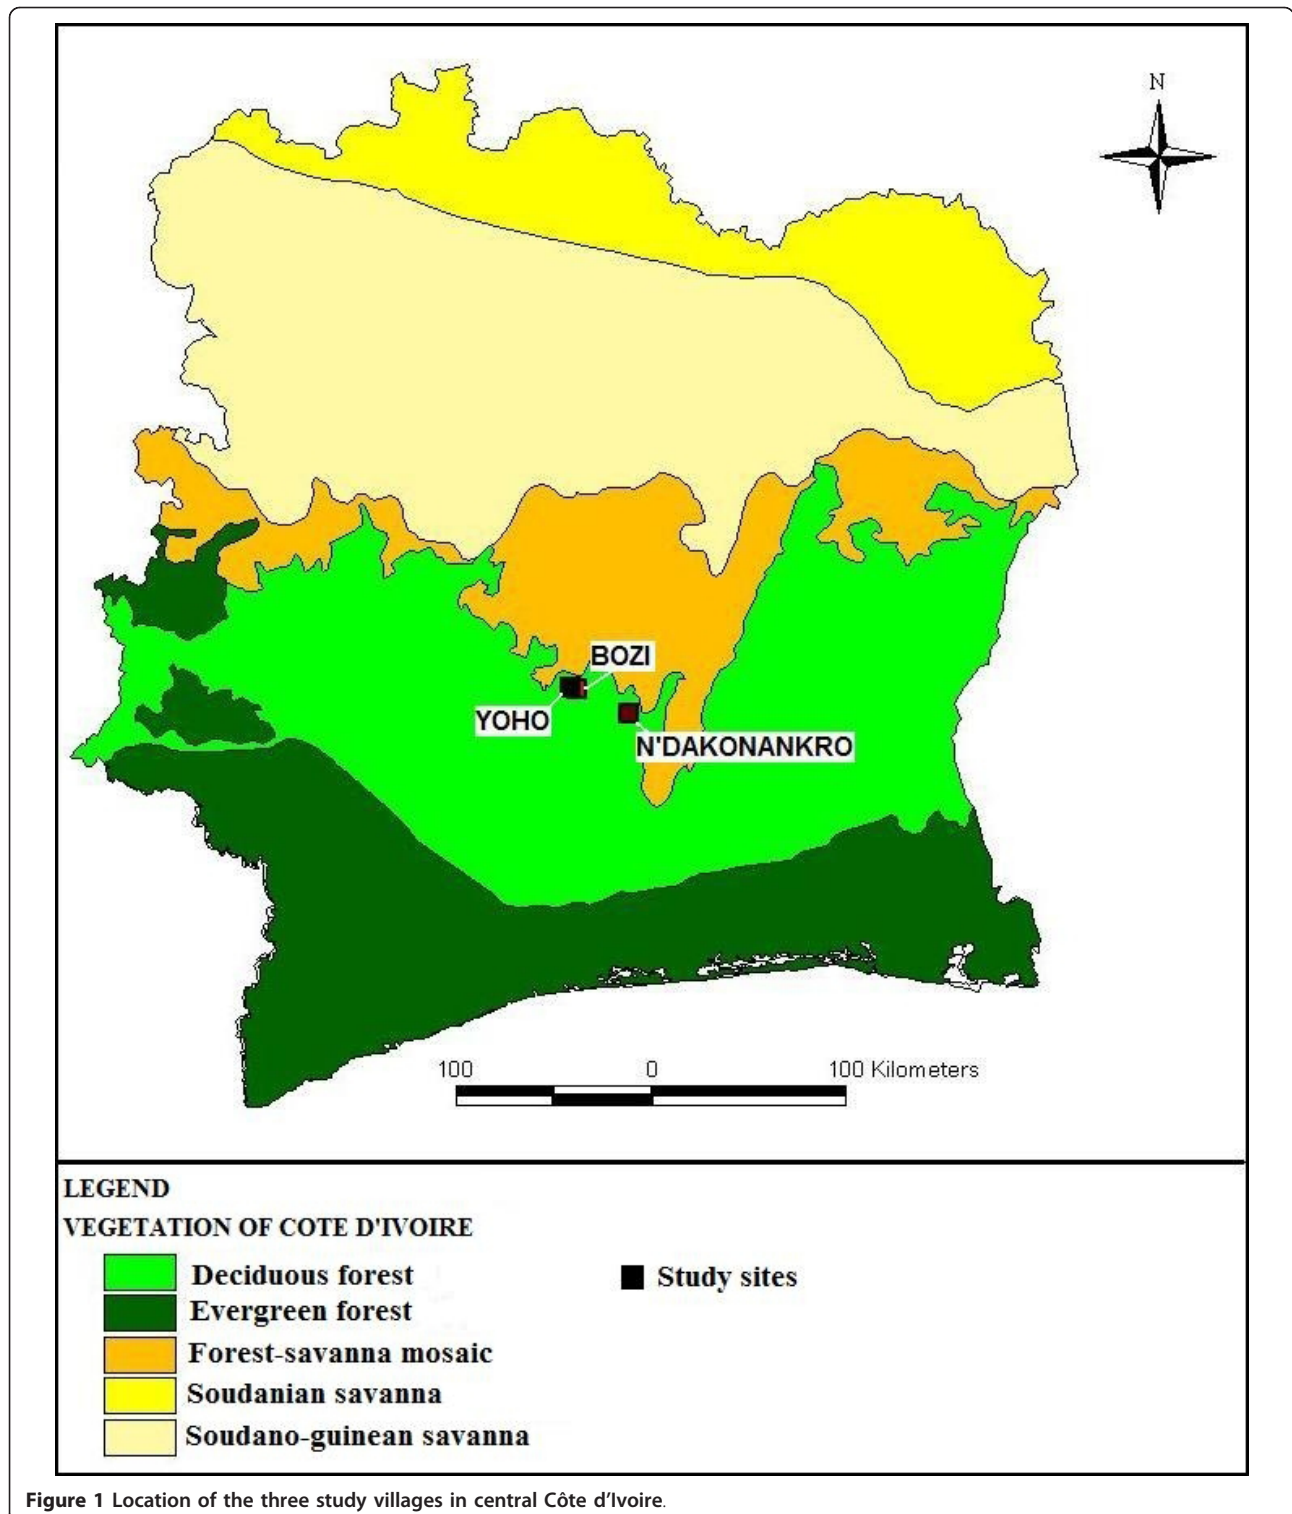 N
BOZI
YOHO
N'DAKONANKRO
100 0 100 Kilometers
LEGEND
VEGETATION OF COTE D'IVOIRE
Deciduous forest
Study sites
Evergreen forest
Forest-savanna mosaic
Soudanian savanna
Soudano-guinean savanna
Figure 1 Location of the three study villages in central Côte d'Ivoire.